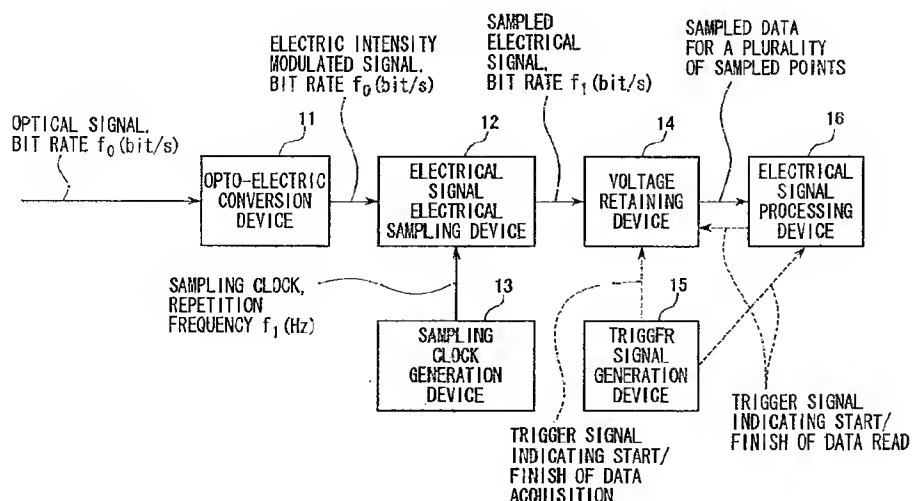 OPTICAL SIGNAL,
BIT RATE f0(bit/s)
11
OPTO-ELECTRIC
CONVERSION
DEVICE
ELECTRIC INTENSITY
MODULATED SIGNAL,
BIT RATE f0(bit/s)
12
ELECTRICAL
SIGNAL
ELECTRICAL
SAMPLING DEVICE
SAMPLED
ELECTRICAL
SIGNAL,
BIT RATE f1(bit/s)
14
VOLTAGE
RETAINING
DEVICE
SAMPLED DATA
FOR A PLURALITY
OF SAMPLED POINTS
16
ELECTRICAL
SIGNAL
PROCESSING
DEVICE
SAMPLING CLOCK,
REPETITION
FREQUENCY f1(Hz)
13
SAMPLING
CLOCK
GENERATION
DEVICE
15
TRIGGER
SIGNAL
GENERATION
DEVICE
TRIGGER SIGNAL
INDICATING START/
FINISH OF DATA
ACQUISITION
TRIGGER SIGNAL
INDICATING START/
FINISH OF DATA READ